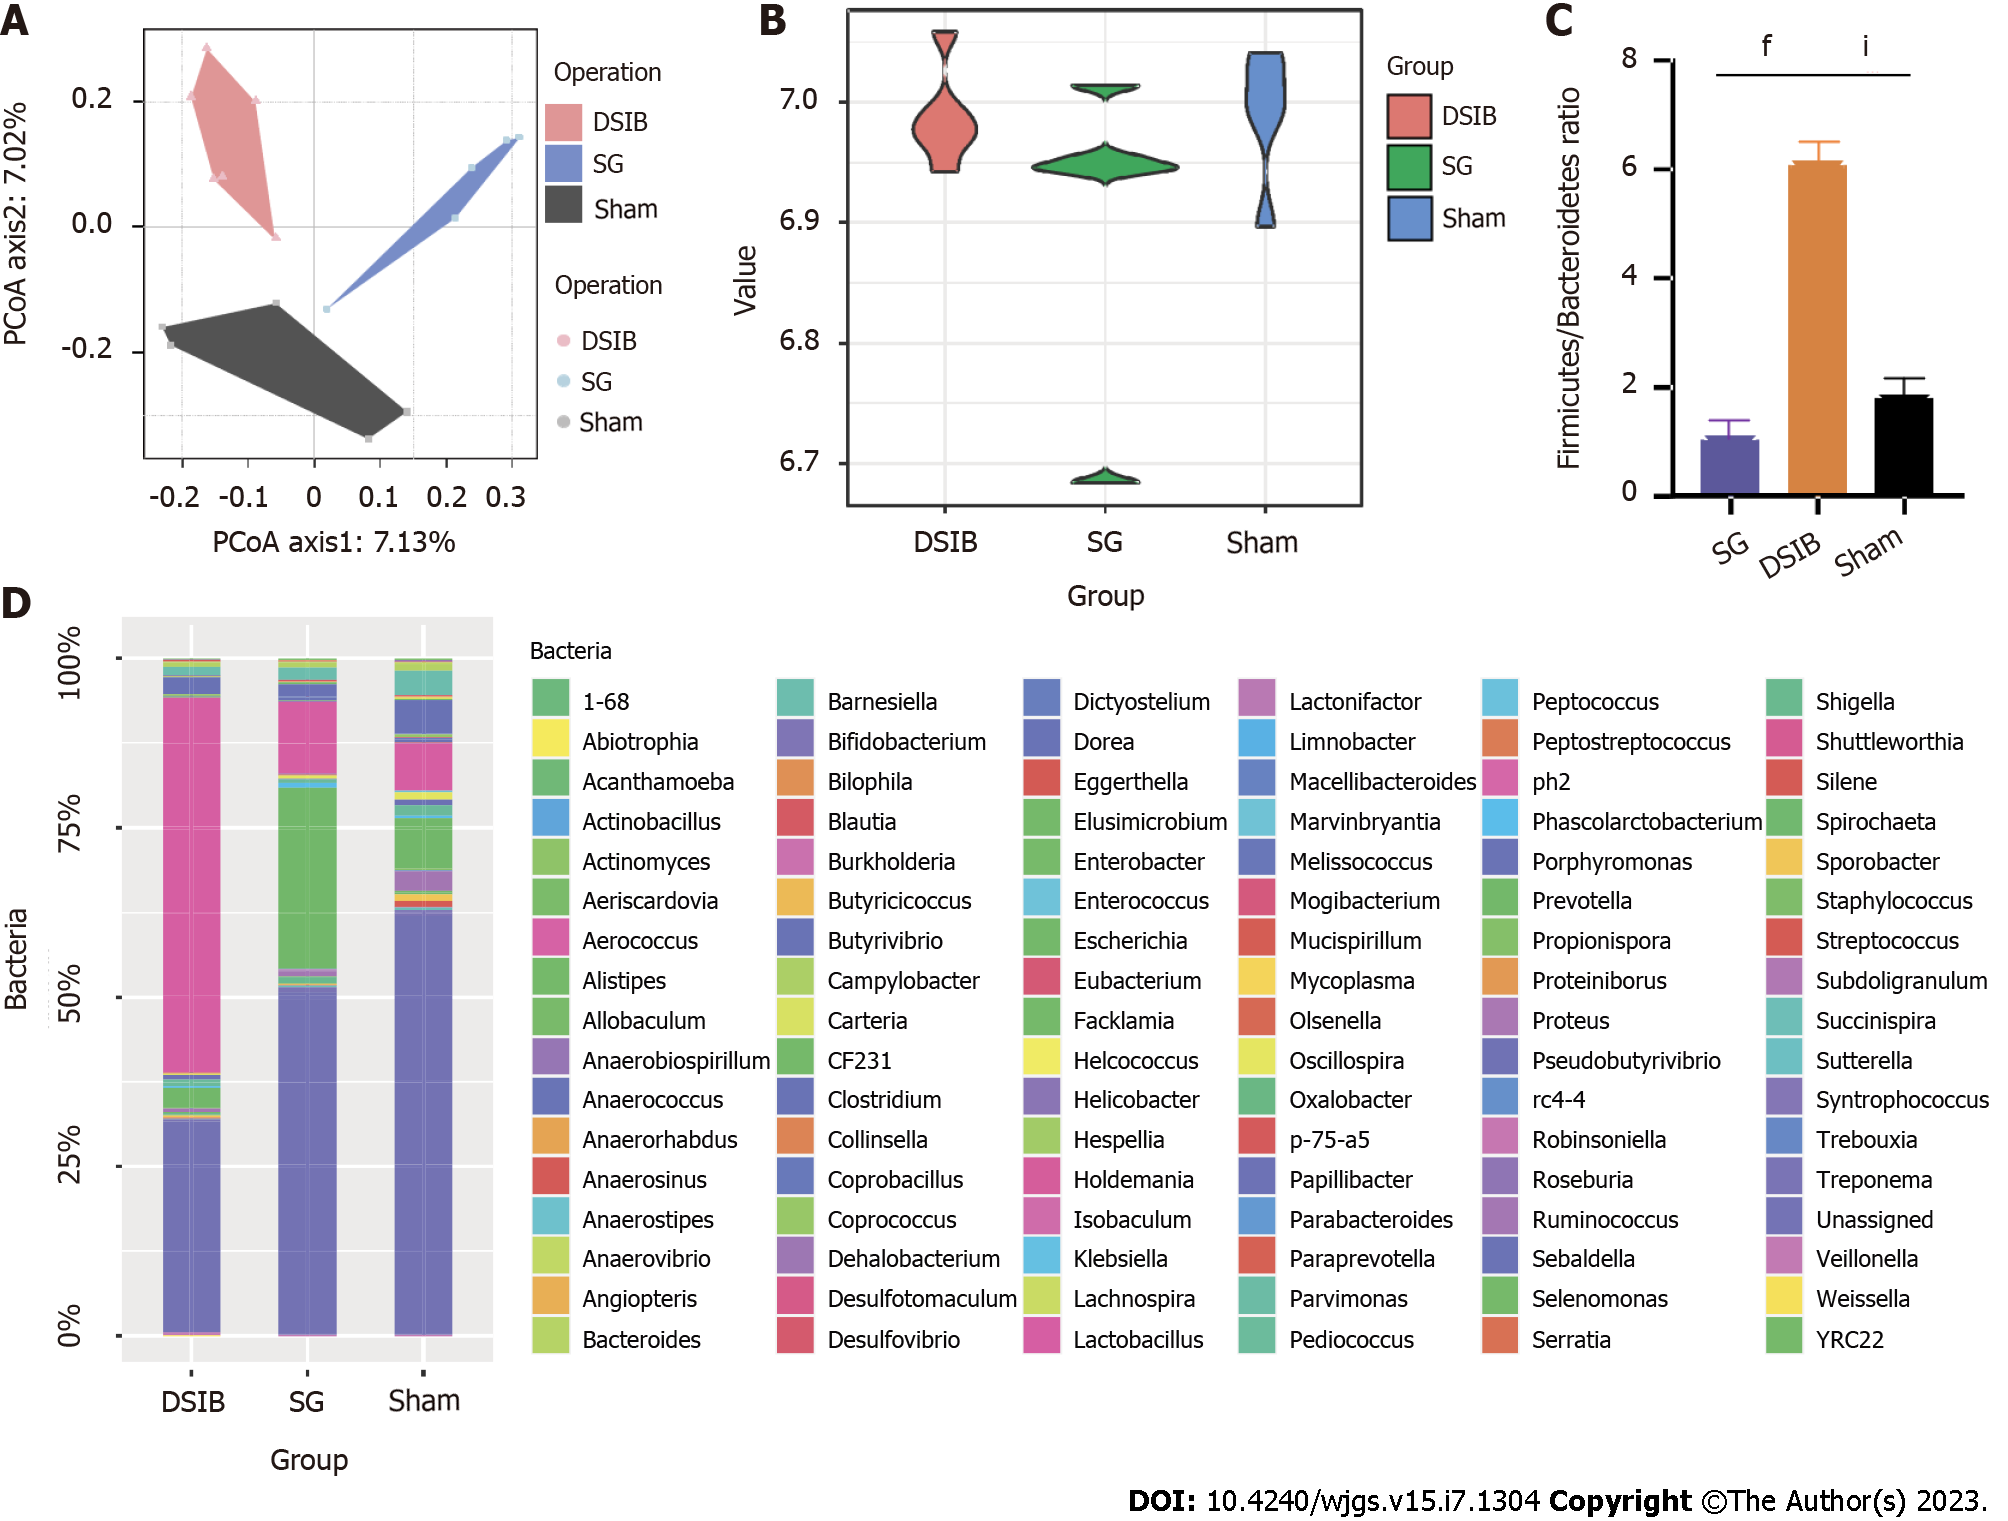 A
PCoA axis2: 7.02%
0.2
0.0
-0.2
-0.2 -0.1 0 0.1 0.2 0.3
PCoA axis1: 7.13%
Operation
DSIB
SG
Sham
Operation
DSIB
SG
Sham
B
Value
7.0
6.9
6.8
6.7
DSIB SG Sham
Group
Group
DSIB
SG
Sham
C
Firmicutes/Bacteroidetes ratio
8
6
4
2
0
f i
SG DSIB Sham
D
Bacteria
100%
75%
50%
25%
0%
DSIB SG Sham
Group
Bacteria
1-68
Abiotrophia
Acanthamoeba
Actinobacillus
Actinomyces
Aeriscardovia
Aerococcus
Alistipes
Allobaculum
Anaerobiospirillum
Anaerococcus
Anaerorhabdus
Anaerosinus
Anaerostipes
Anaerovibrio
Angiopteris
Bacteroides
Barnesiella
Bifidobacterium
Bilophila
Blautia
Burkholderia
Butyricicoccus
Butyrivibrio
Campylobacter
Carteria
CF231
Clostridium
Collinsella
Coprobacillus
Coprococcus
Dehalobacterium
Desulfotomaculum
Desulfovibrio
Dictyostelium
Dorea
Eggerthella
Elusimicrobium
Enterobacter
Enterococcus
Escherichia
Eubacterium
Facklamia
Helcococcus
Helicobacter
Hespellia
Holdemania
Isobaculum
Klebsiella
Lachnospira
Lactobacillus
Lactonifactor
Limnobacter
Macellibacteroides
Marvinbryantia
Melissococcus
Mogibacterium
Mucispirillum
Mycoplasma
Olsenella
Oscillospira
Oxalobacter
p-75-a5
Papillibacter
Parabacteroides
Paraprevotella
Parvimonas
Pediococcus
Peptococcus
Peptostreptococcus
ph2
Phascolarctobacterium
Porphyromonas
Prevotella
Propionispora
Proteiniborus
Proteus
Pseudobutyrivibrio
rc4-4
Robinsoniella
Roseburia
Ruminococcus
Sebaldella
Selenomonas
Serratia
Shigella
Shuttleworthia
Silene
Spirochaeta
Sporobacter
Staphylococcus
Streptococcus
Subdoligranulum
Succinispira
Sutterella
Syntrophococcus
Trebouxia
Treponema
Unassigned
Veillonella
Weissella
YRC22
DOI: 10.4240/wjgs.v15.i7.1304 Copyright ©The Author(s) 2023.